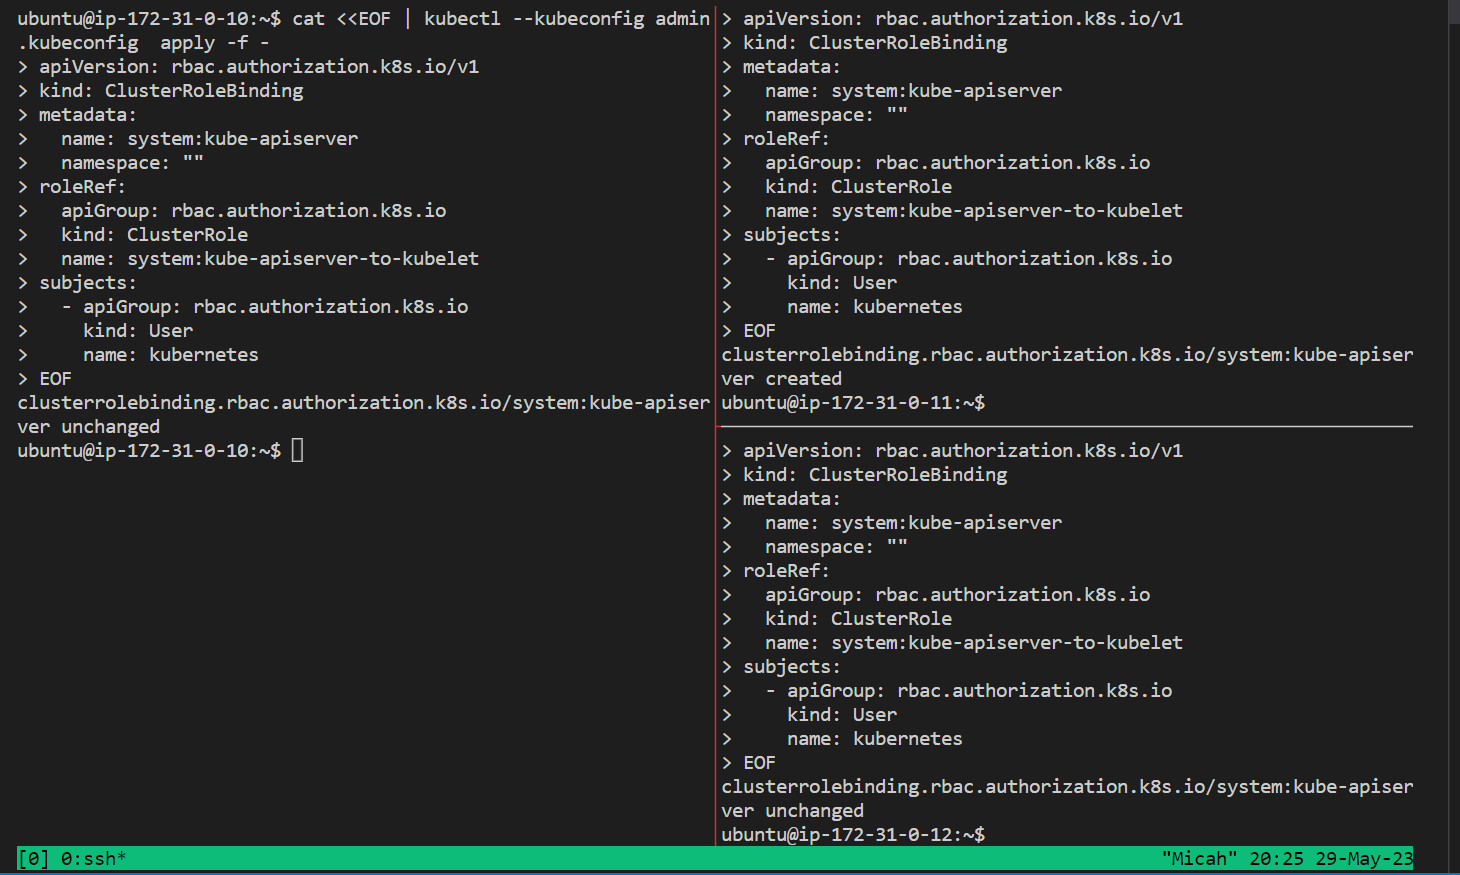 ubuntu@ip-172-31-0-10:~$ cat <<EOF | kubectl --kubeconfig admin
.kubeconfig  apply -f -
> apiVersion: rbac.authorization.k8s.io/v1
> kind: ClusterRoleBinding
> metadata:
>   name: system:kube-apiserver
>   namespace: ""
> roleRef:
>   apiGroup: rbac.authorization.k8s.io
>   kind: ClusterRole
>   name: system:kube-apiserver-to-kubelet
> subjects:
>   - apiGroup: rbac.authorization.k8s.io
>     kind: User
>     name: kubernetes
> EOF
clusterrolebinding.rbac.authorization.k8s.io/system:kube-apiser
ver unchanged
ubuntu@ip-172-31-0-10:~$
> apiVersion: rbac.authorization.k8s.io/v1
> kind: ClusterRoleBinding
> metadata:
>   name: system:kube-apiserver
>   namespace: ""
> roleRef:
>   apiGroup: rbac.authorization.k8s.io
>   kind: ClusterRole
>   name: system:kube-apiserver-to-kubelet
> subjects:
>   - apiGroup: rbac.authorization.k8s.io
>     kind: User
>     name: kubernetes
> EOF
clusterrolebinding.rbac.authorization.k8s.io/system:kube-apiser
ver created
ubuntu@ip-172-31-0-11:~$
> apiVersion: rbac.authorization.k8s.io/v1
> kind: ClusterRoleBinding
> metadata:
>   name: system:kube-apiserver
>   namespace: ""
> roleRef:
>   apiGroup: rbac.authorization.k8s.io
>   kind: ClusterRole
>   name: system:kube-apiserver-to-kubelet
> subjects:
>   - apiGroup: rbac.authorization.k8s.io
>     kind: User
>     name: kubernetes
> EOF
clusterrolebinding.rbac.authorization.k8s.io/system:kube-apiser
ver unchanged
ubuntu@ip-172-31-0-12:~$
[0] 0:ssh* "Micah" 20:25 29-May-23